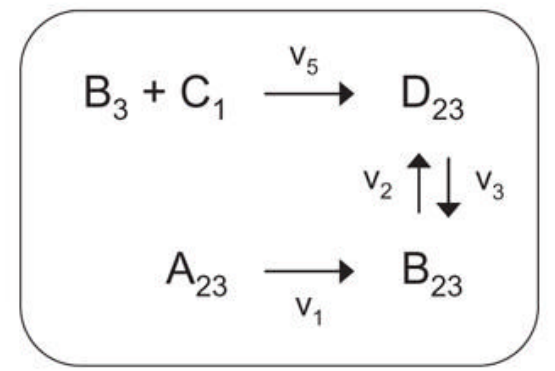 v₅
B₃ + C₁ D₂₃
v₂ v₃
A₂₃ B₂₃
v₁